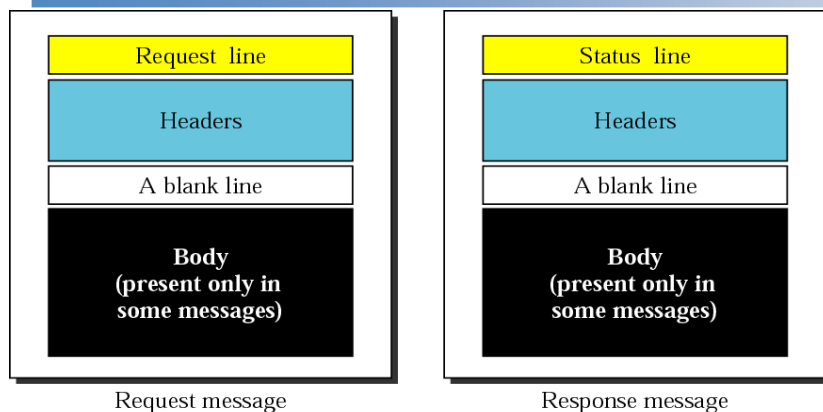 Request line
Headers
A blank line
Body
(present only in
some messages)
Request message
Status line
Headers
A blank line
Body
(present only in
some messages)
Response message